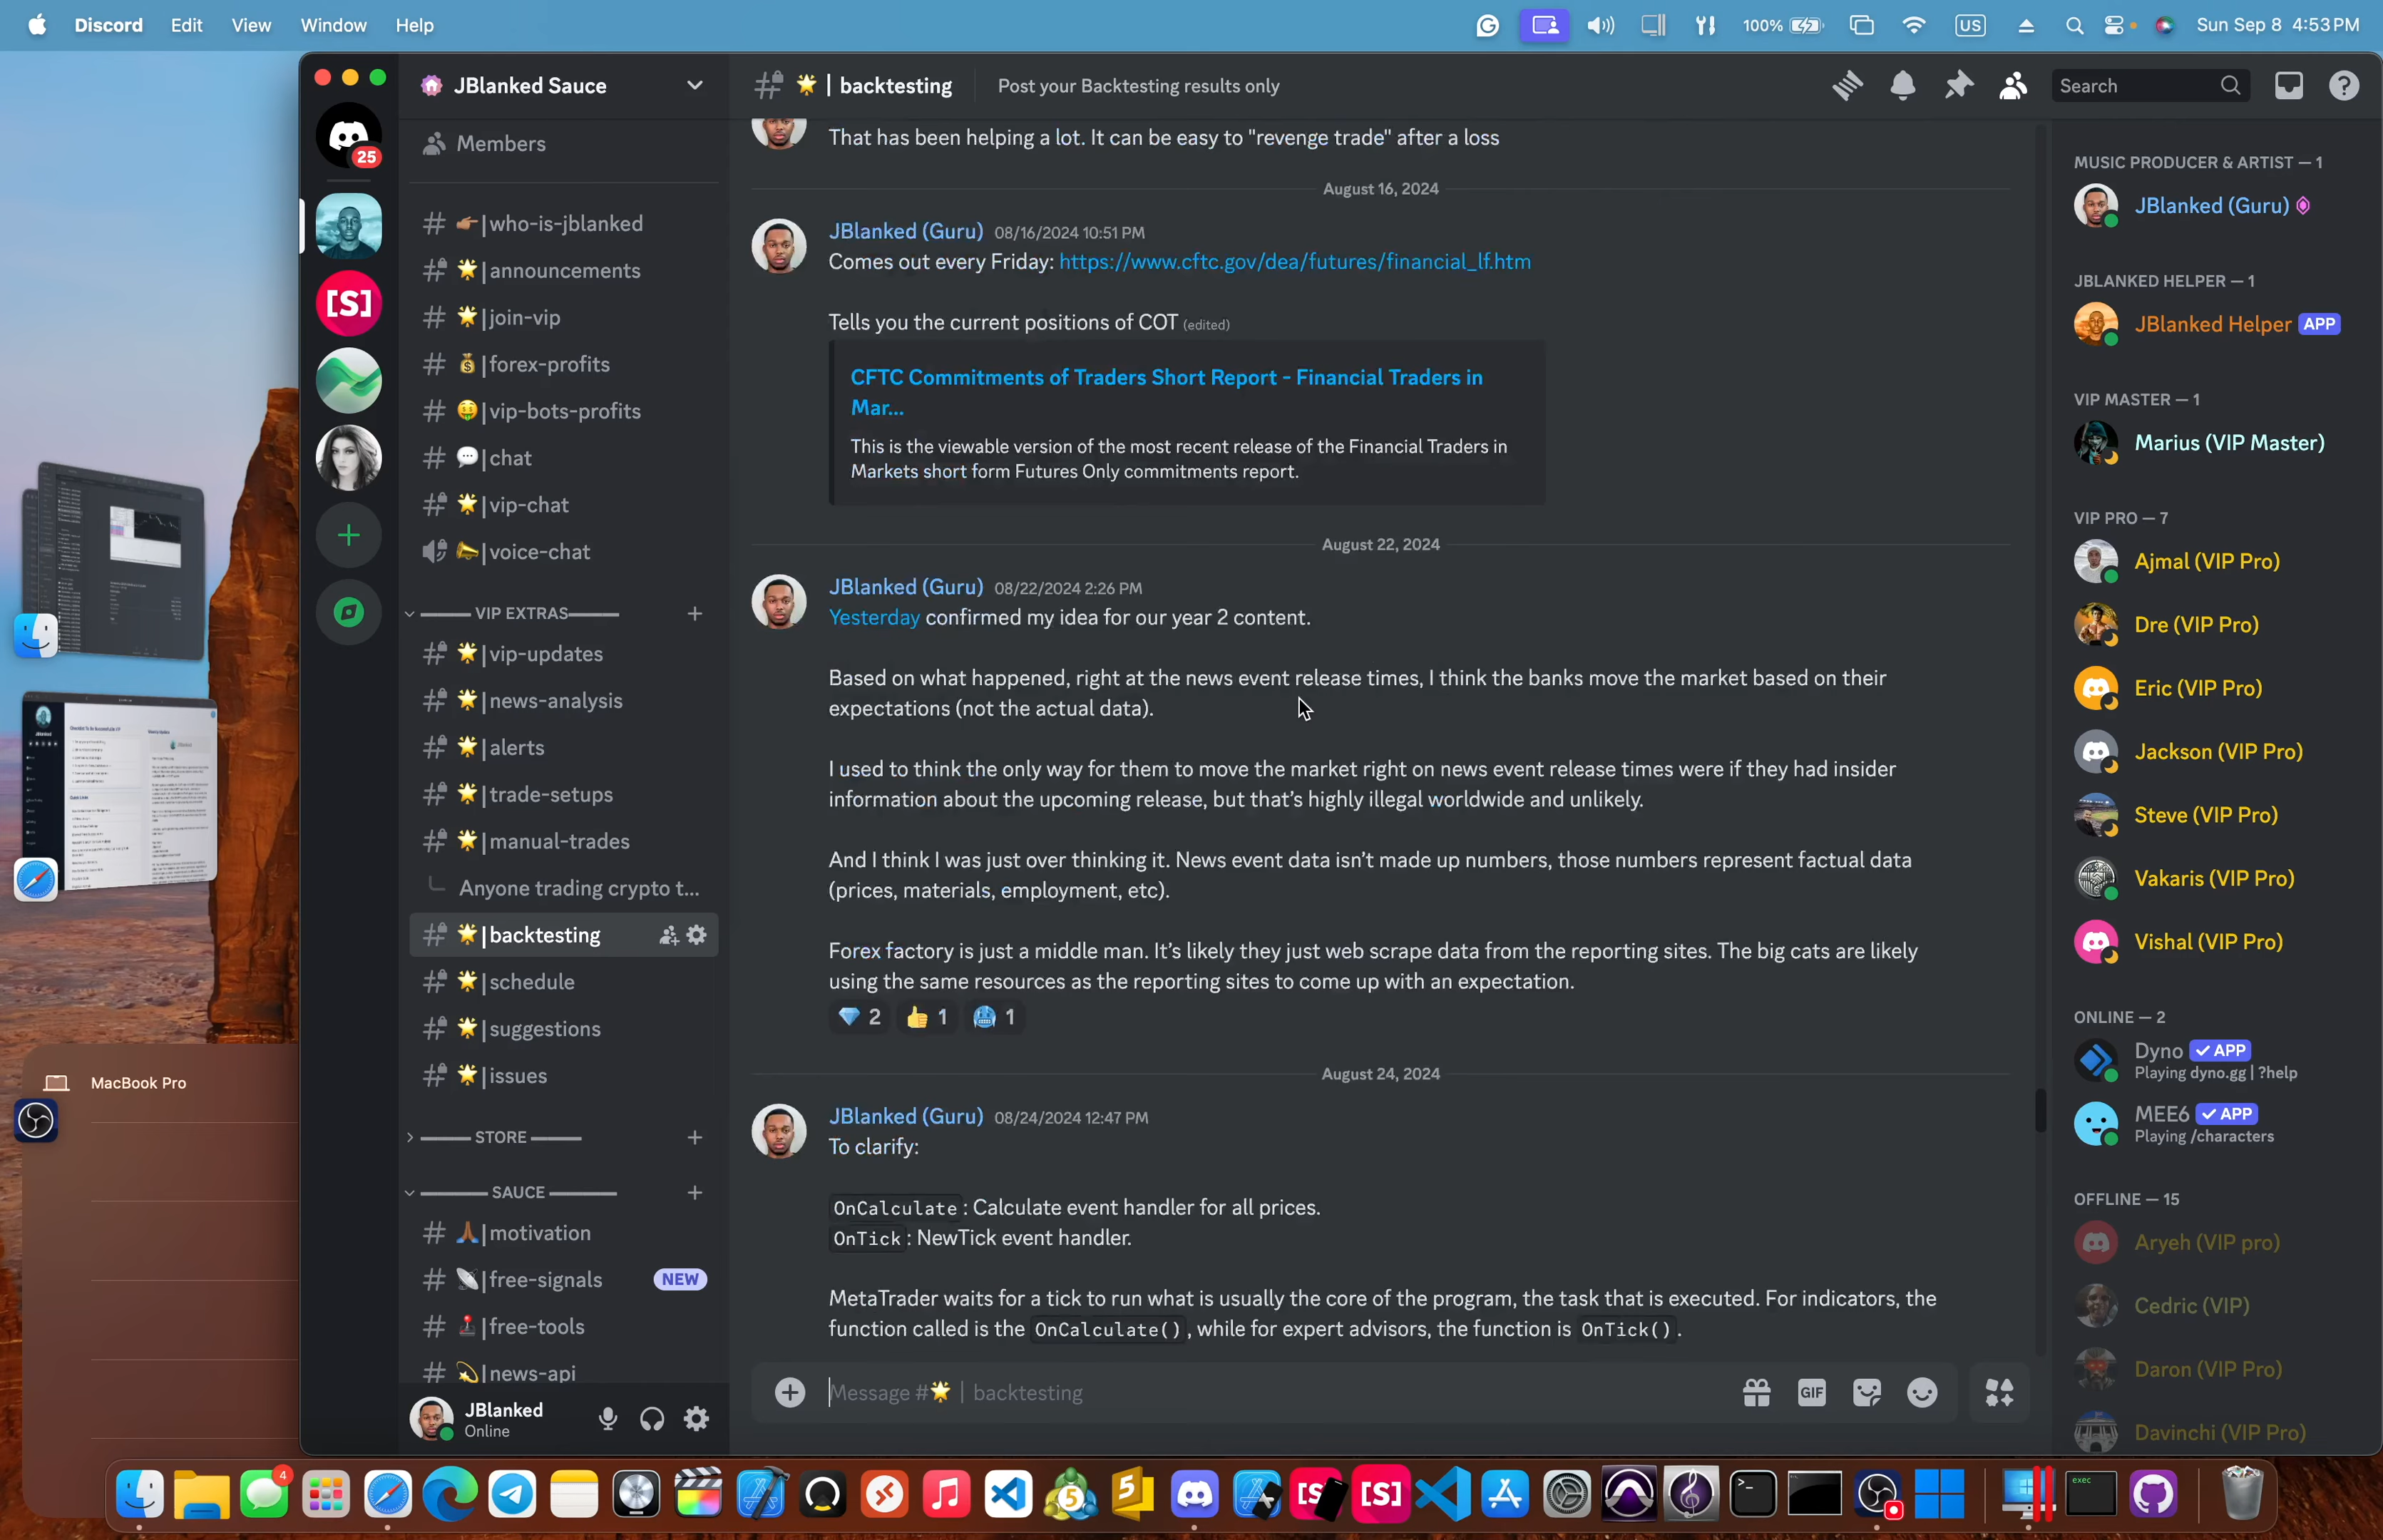 Discord Edit View Window Help
100% US Sun Sep 8 4:53 PM
JBlanked Sauce
backtesting
Post your Backtesting results only
Search
25
Members
who-is-jblanked
announcements
join-vip
forex-profits
vip-bots-profits
chat
vip-chat
voice-chat
VIP EXTRAS
vip-updates
news-analysis
alerts
trade-setups
manual-trades
Anyone trading crypto t...
backtesting
schedule
suggestions
issues
STORE
SAUCE
motivation
free-signals NEW
free-tools
news-api
JBlanked
Online
That has been helping a lot. It can be easy to "revenge trade" after a loss
August 16, 2024
JBlanked (Guru) 08/16/2024 10:51 PM
Comes out every Friday: https://www.cftc.gov/dea/futures/financial_lf.htm
Tells you the current positions of COT (edited)
CFTC Commitments of Traders Short Report - Financial Traders in
Mar...
This is the viewable version of the most recent release of the Financial Traders in
Markets short form Futures Only commitments report.
August 22, 2024
JBlanked (Guru) 08/22/2024 2:26 PM
Yesterday confirmed my idea for our year 2 content.
Based on what happened, right at the news event release times, I think the banks move the market based on their
expectations (not the actual data).
I used to think the only way for them to move the market right on news event release times were if they had insider
information about the upcoming release, but that's highly illegal worldwide and unlikely.
And I think I was just over thinking it. News event data isn't made up numbers, those numbers represent factual data
(prices, materials, employment, etc).
Forex factory is just a middle man. It's likely they just web scrape data from the reporting sites. The big cats are likely
using the same resources as the reporting sites to come up with an expectation.
2 1 1
August 24, 2024
JBlanked (Guru) 08/24/2024 12:47 PM
To clarify:
OnCalculate : Calculate event handler for all prices.
OnTick : NewTick event handler.
MetaTrader waits for a tick to run what is usually the core of the program, the task that is executed. For indicators, the
function called is the OnCalculate() , while for expert advisors, the function is OnTick() .
Message # | backtesting
GIF
MUSIC PRODUCER & ARTIST — 1
JBlanked (Guru)
JBLANKED HELPER — 1
JBlanked Helper APP
VIP MASTER — 1
Marius (VIP Master)
VIP PRO — 7
Ajmal (VIP Pro)
Dre (VIP Pro)
Eric (VIP Pro)
Jackson (VIP Pro)
Steve (VIP Pro)
Vakaris (VIP Pro)
Vishal (VIP Pro)
ONLINE — 2
Dyno APP
Playing dyno.gg | ?help
MEE6 APP
Playing /characters
OFFLINE — 15
Aryeh (VIP pro)
Cedric (VIP)
Daron (VIP Pro)
Davinchi (VIP Pro)
MacBook Pro
[S]
4
5
5
[S]
exec